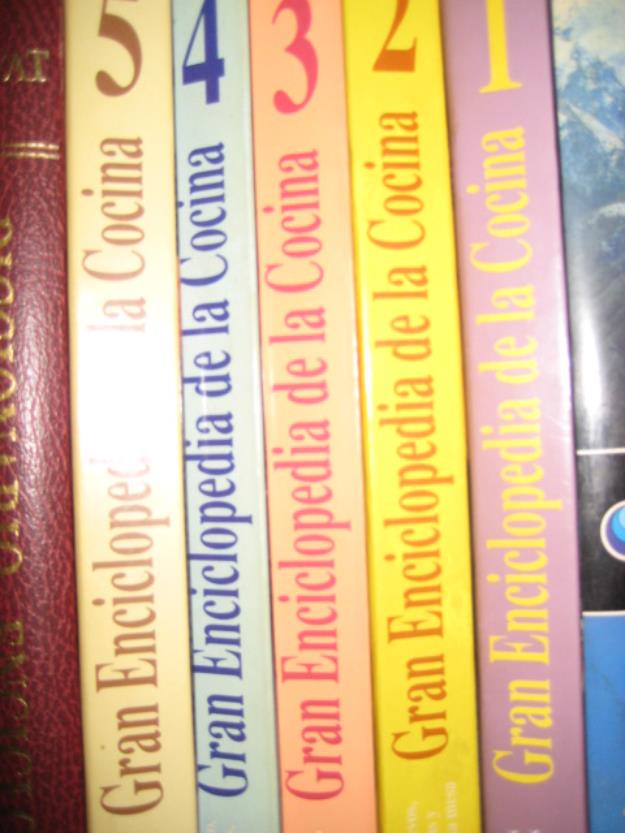 Gran Encicloped la Cocina 5
Gran Enciclopedia de la Cocina 4
Gran Enciclopedia de la Cocina 3
Gran Enciclopedia de la Cocina 2
Gran Enciclopedia de la Cocina 1